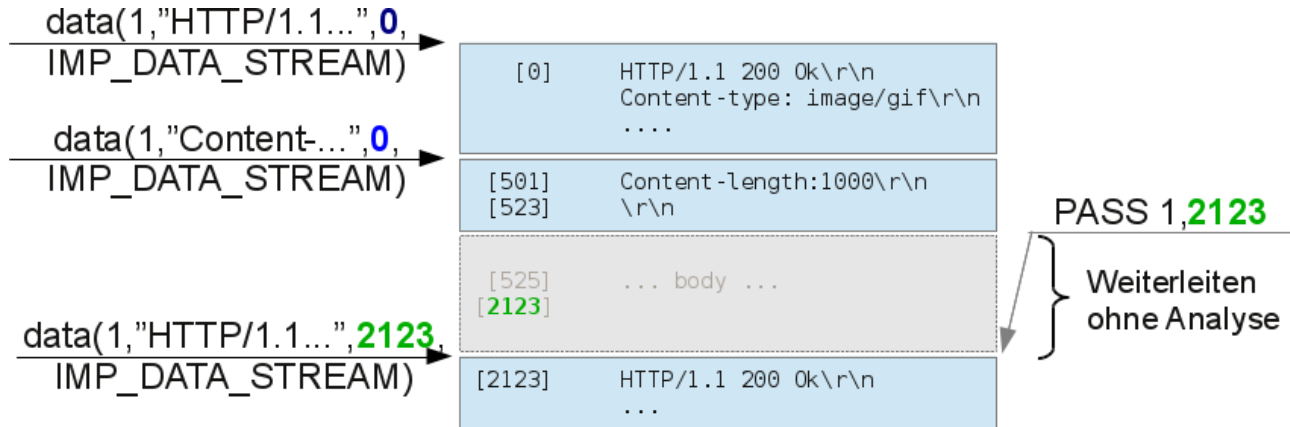 data(1,”HTTP/1.1...”,0,
IMP_DATA_STREAM)
[0] HTTP/1.1 200 Ok\r\n
Content-type: image/gif\r\n
....
data(1,”Content-...”,0,
IMP_DATA_STREAM)
[501] Content-length:1000\r\n
[523] \r\n
PASS 1,2123
[525] ... body ...
[2123]
Weiterleiten
ohne Analyse
data(1,”HTTP/1.1...”,2123,
IMP_DATA_STREAM)
[2123] HTTP/1.1 200 Ok\r\n
...